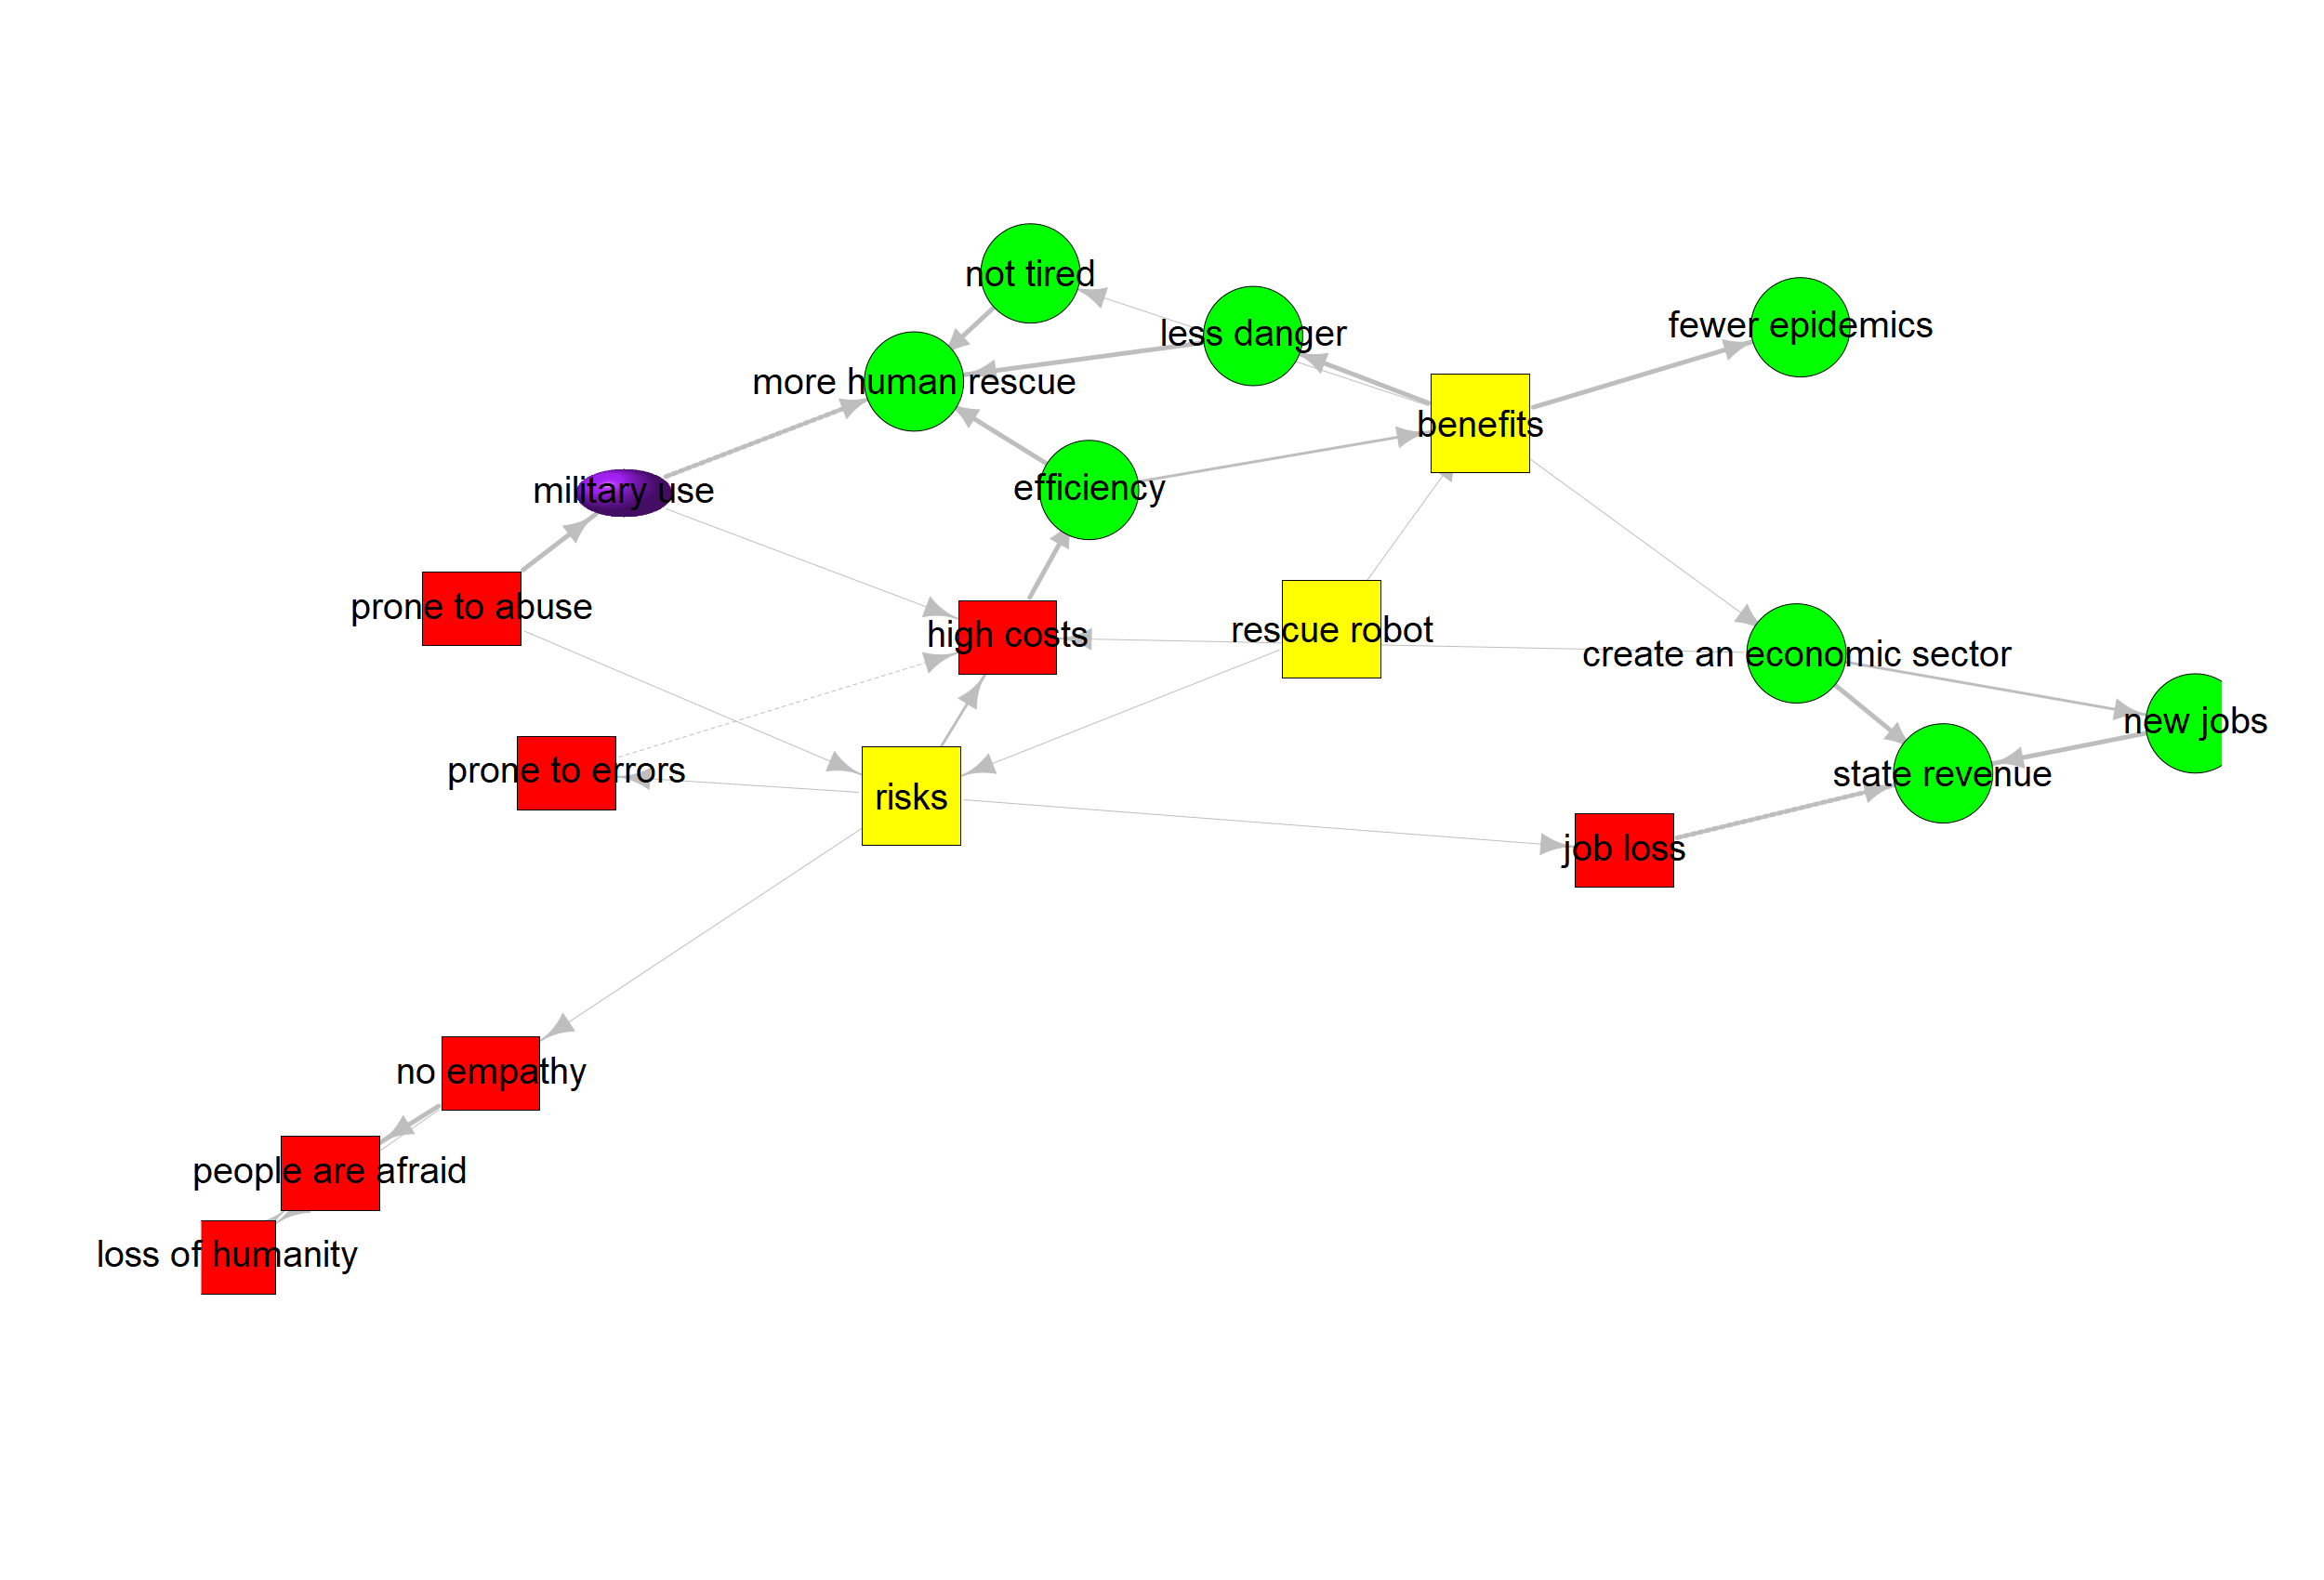 not tired
fewer epidemics
less danger
more human rescue
benefits
efficiency
military use
prone to abuse
rescue robot
high costs
create an economic sector
new jobs
prone to errors
state revenue
risks
job loss
no empathy
people are afraid
loss of humanity